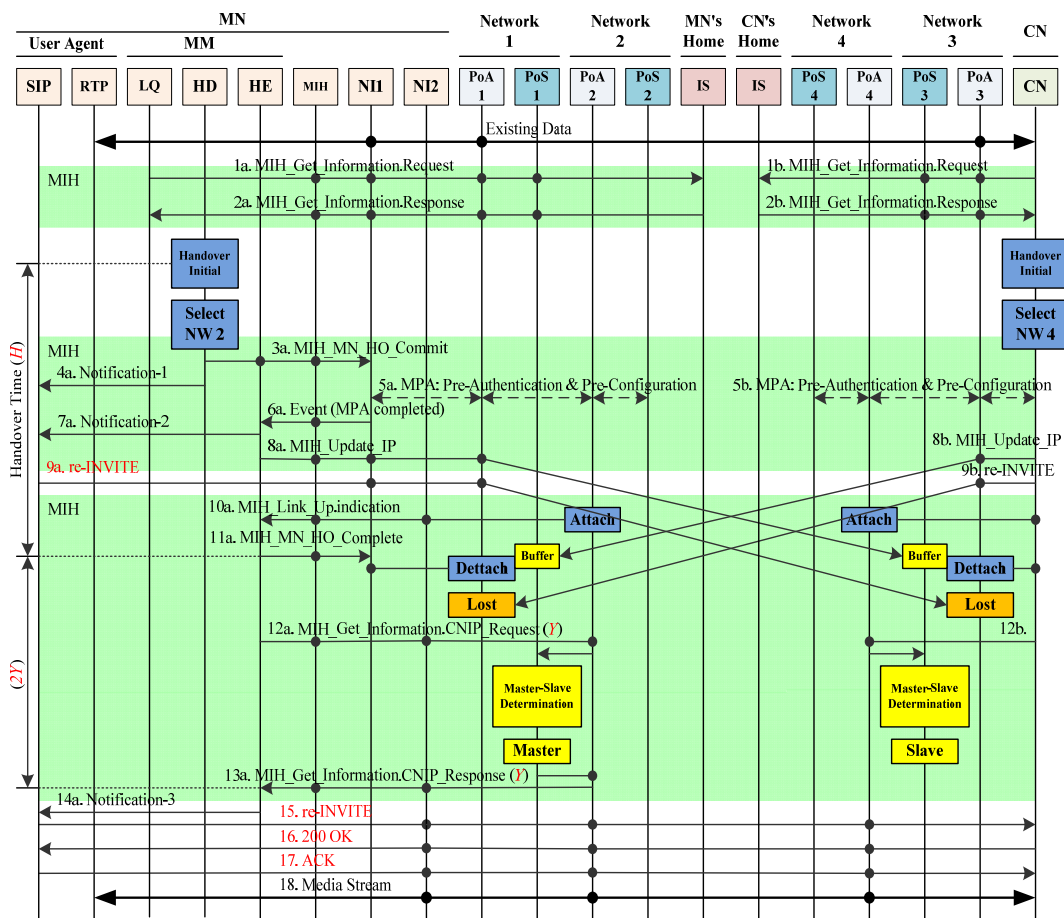 MN
Network
1
Network
2
MN's
Home
CN's
Home
Network
4
Network
3
CN
User Agent
MM
SIP
RTP
LQ
HD
HE
MIH
NI1
NI2
PoA
1
PoS
1
PoA
2
PoS
2
IS
IS
PoS
4
PoA
4
PoS
3
PoA
3
CN
Existing Data
MIH
1a. MIH_Get_Information.Request
1b. MIH_Get_Information.Request
2a. MIH_Get_Information.Response
2b. MIH_Get_Information.Response
Handover
Initial
Handover
Initial
Select
NW 2
Select
NW 4
Handover Time (H)
MIH
3a. MIH_MN_HO_Commit
4a. Notification-1
5a. MPA: Pre-Authentication & Pre-Configuration
5b. MPA: Pre-Authentication & Pre-Configuration
6a. Event (MPA completed)
7a. Notification-2
8a. MIH_Update_IP
8b. MIH_Update_IP
9a. re-INVITE
9b. re-INVITE
MIH
10a. MIH_Link_Up.indication
Attach
Attach
11a. MIH_MN_HO_Complete
Buffer
Buffer
Dettach
Dettach
Lost
Lost
12a. MIH_Get_Information.CNIP_Request (Y)
12b.
(2Y)
Master-Slave
Determination
Master-Slave
Determination
Master
Slave
13a. MIH_Get_Information.CNIP_Response (Y)
14a. Notification-3
15. re-INVITE
16. 200 OK
17. ACK
18. Media Stream